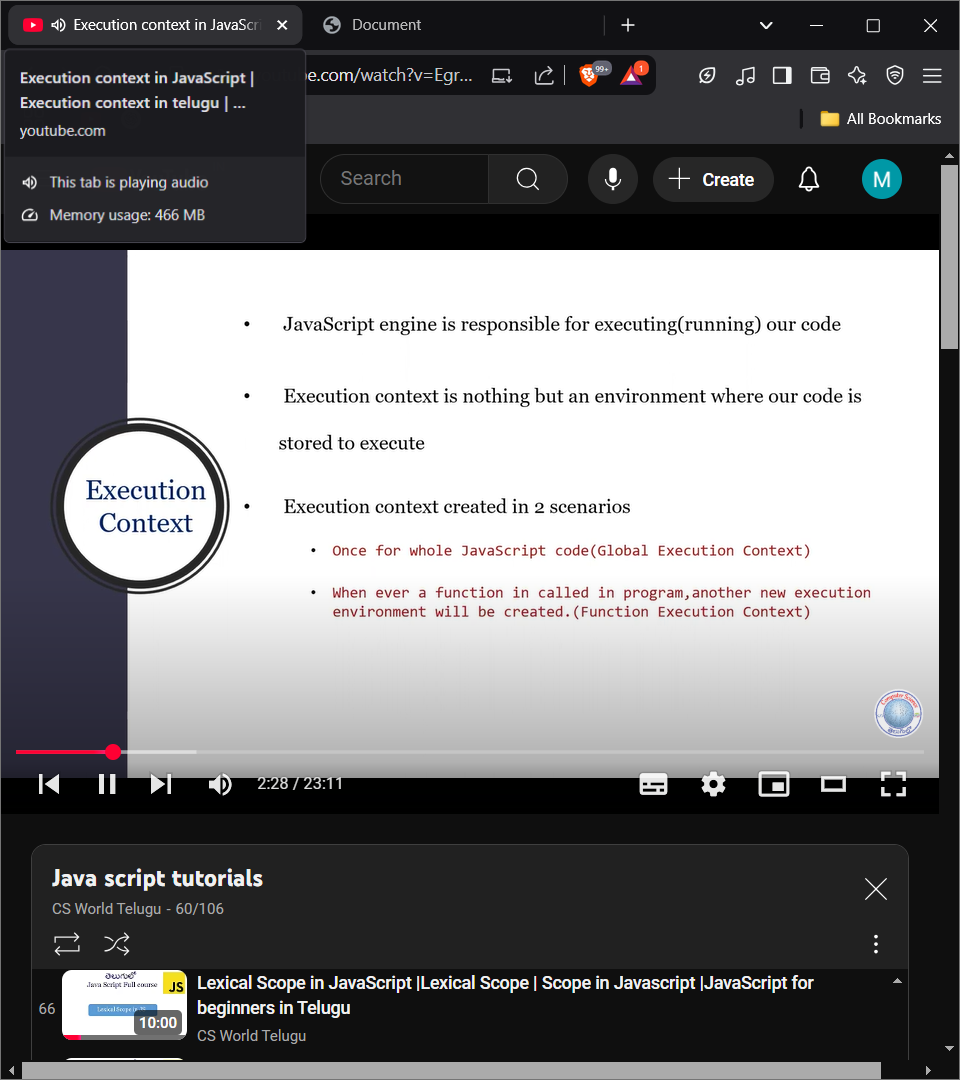 Execution context in JavaScri
Document
Execution context in JavaScript |
Execution context in telugu | ...
youtube.com
This tab is playing audio
Memory usage: 466 MB
be.com/watch?v=Egr...
99+
1
All Bookmarks
Search
Create
M
• JavaScript engine is responsible for executing(running) our code
• Execution context is nothing but an environment where our code is
stored to execute
Execution
Context
• Execution context created in 2 scenarios
• Once for whole JavaScript code(Global Execution Context)
• When ever a function in called in program,another new execution
environment will be created.(Function Execution Context)
Computer Science
2:28 / 23:11
Java script tutorials
CS World Telugu - 60/106
66
తెలుగులో
Java Script Full course
JS
Lexical Scope in JS
10:00
Lexical Scope in JavaScript |Lexical Scope | Scope in Javascript |JavaScript for
beginners in Telugu
CS World Telugu